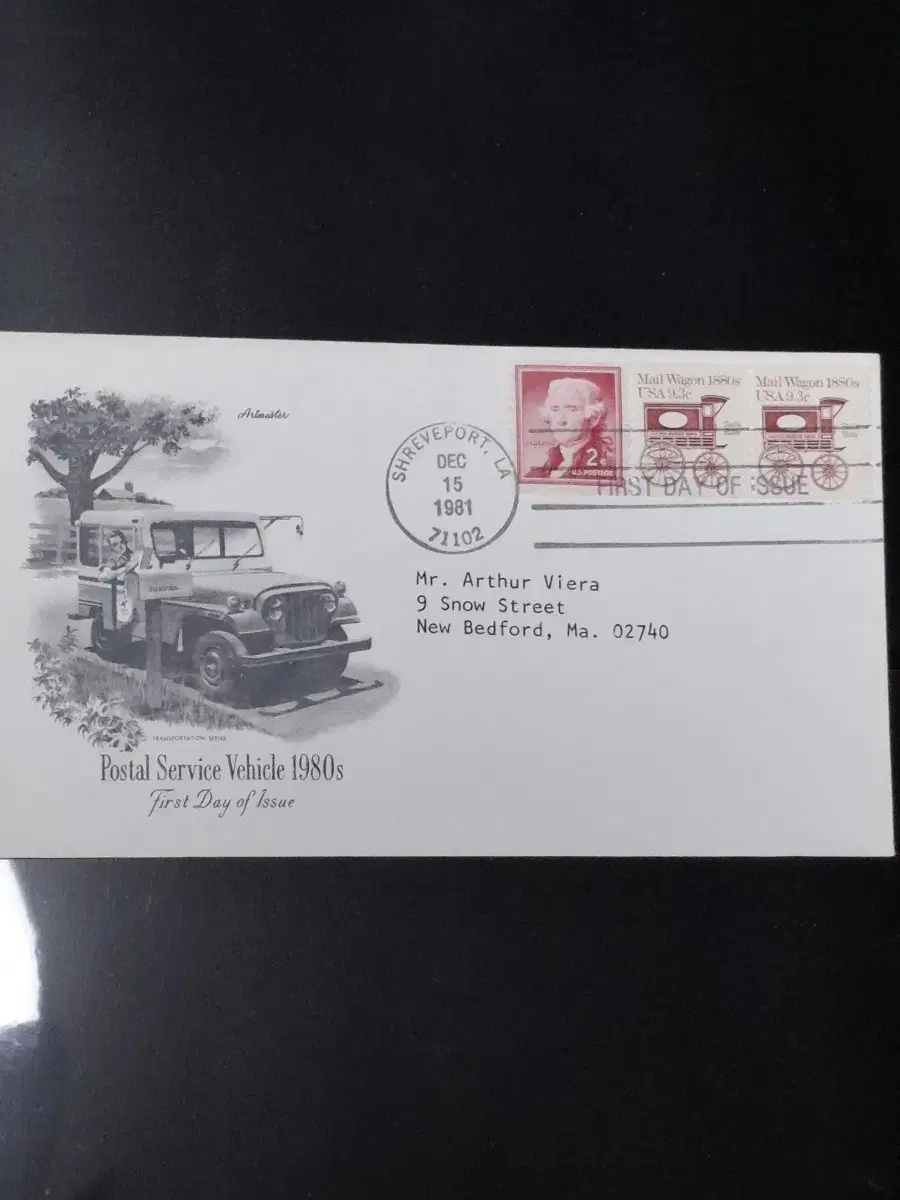 Artmaster
SHREVEPORT, LA
DEC
15
1981
71102
2¢
U.S. POSTAGE
Mail Wagon 1880s
USA 9.3c
Mail Wagon 1880s
USA 9.3c
FIRST DAY OF ISSUE
Mr. Arthur Viera
9 Snow Street
New Bedford, Ma. 02740
TRANSPORTATION SERIES
Postal Service Vehicle 1980s
First Day of Issue